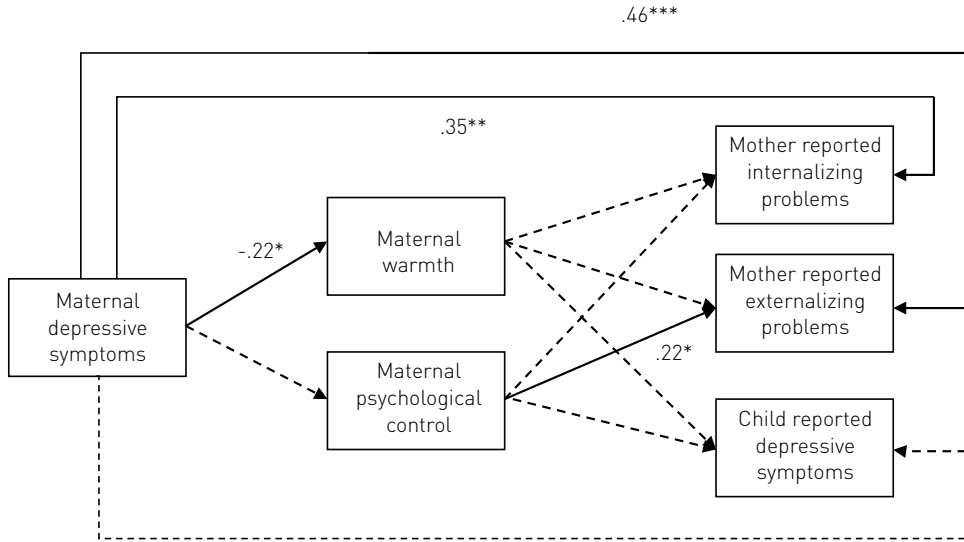 .46***
.35**
Mother reported
internalizing
problems
-.22*
Maternal
warmth
Mother reported
externalizing
problems
Maternal
depressive
symptoms
.22*
Maternal
psychological
control
Child reported
depressive
symptoms